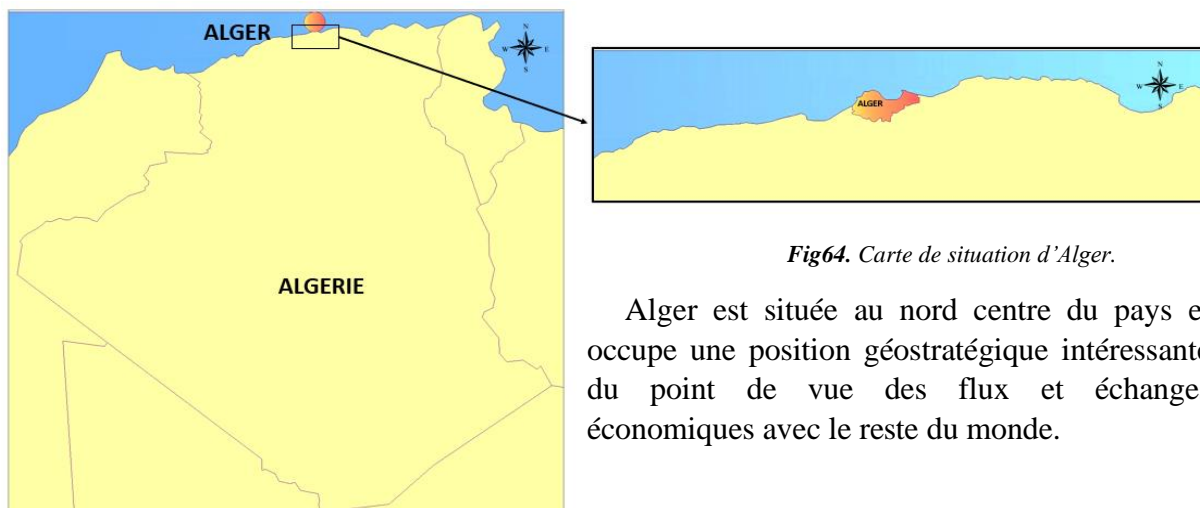 ALGER
N
W E
S
ALGERIE
N
W E
S
ALGER
Fig64. Carte de situation d’Alger.
Alger est située au nord centre du pays e
occupe une position géostratégique intéressant
du point de vue des flux et échange
économiques avec le reste du monde.